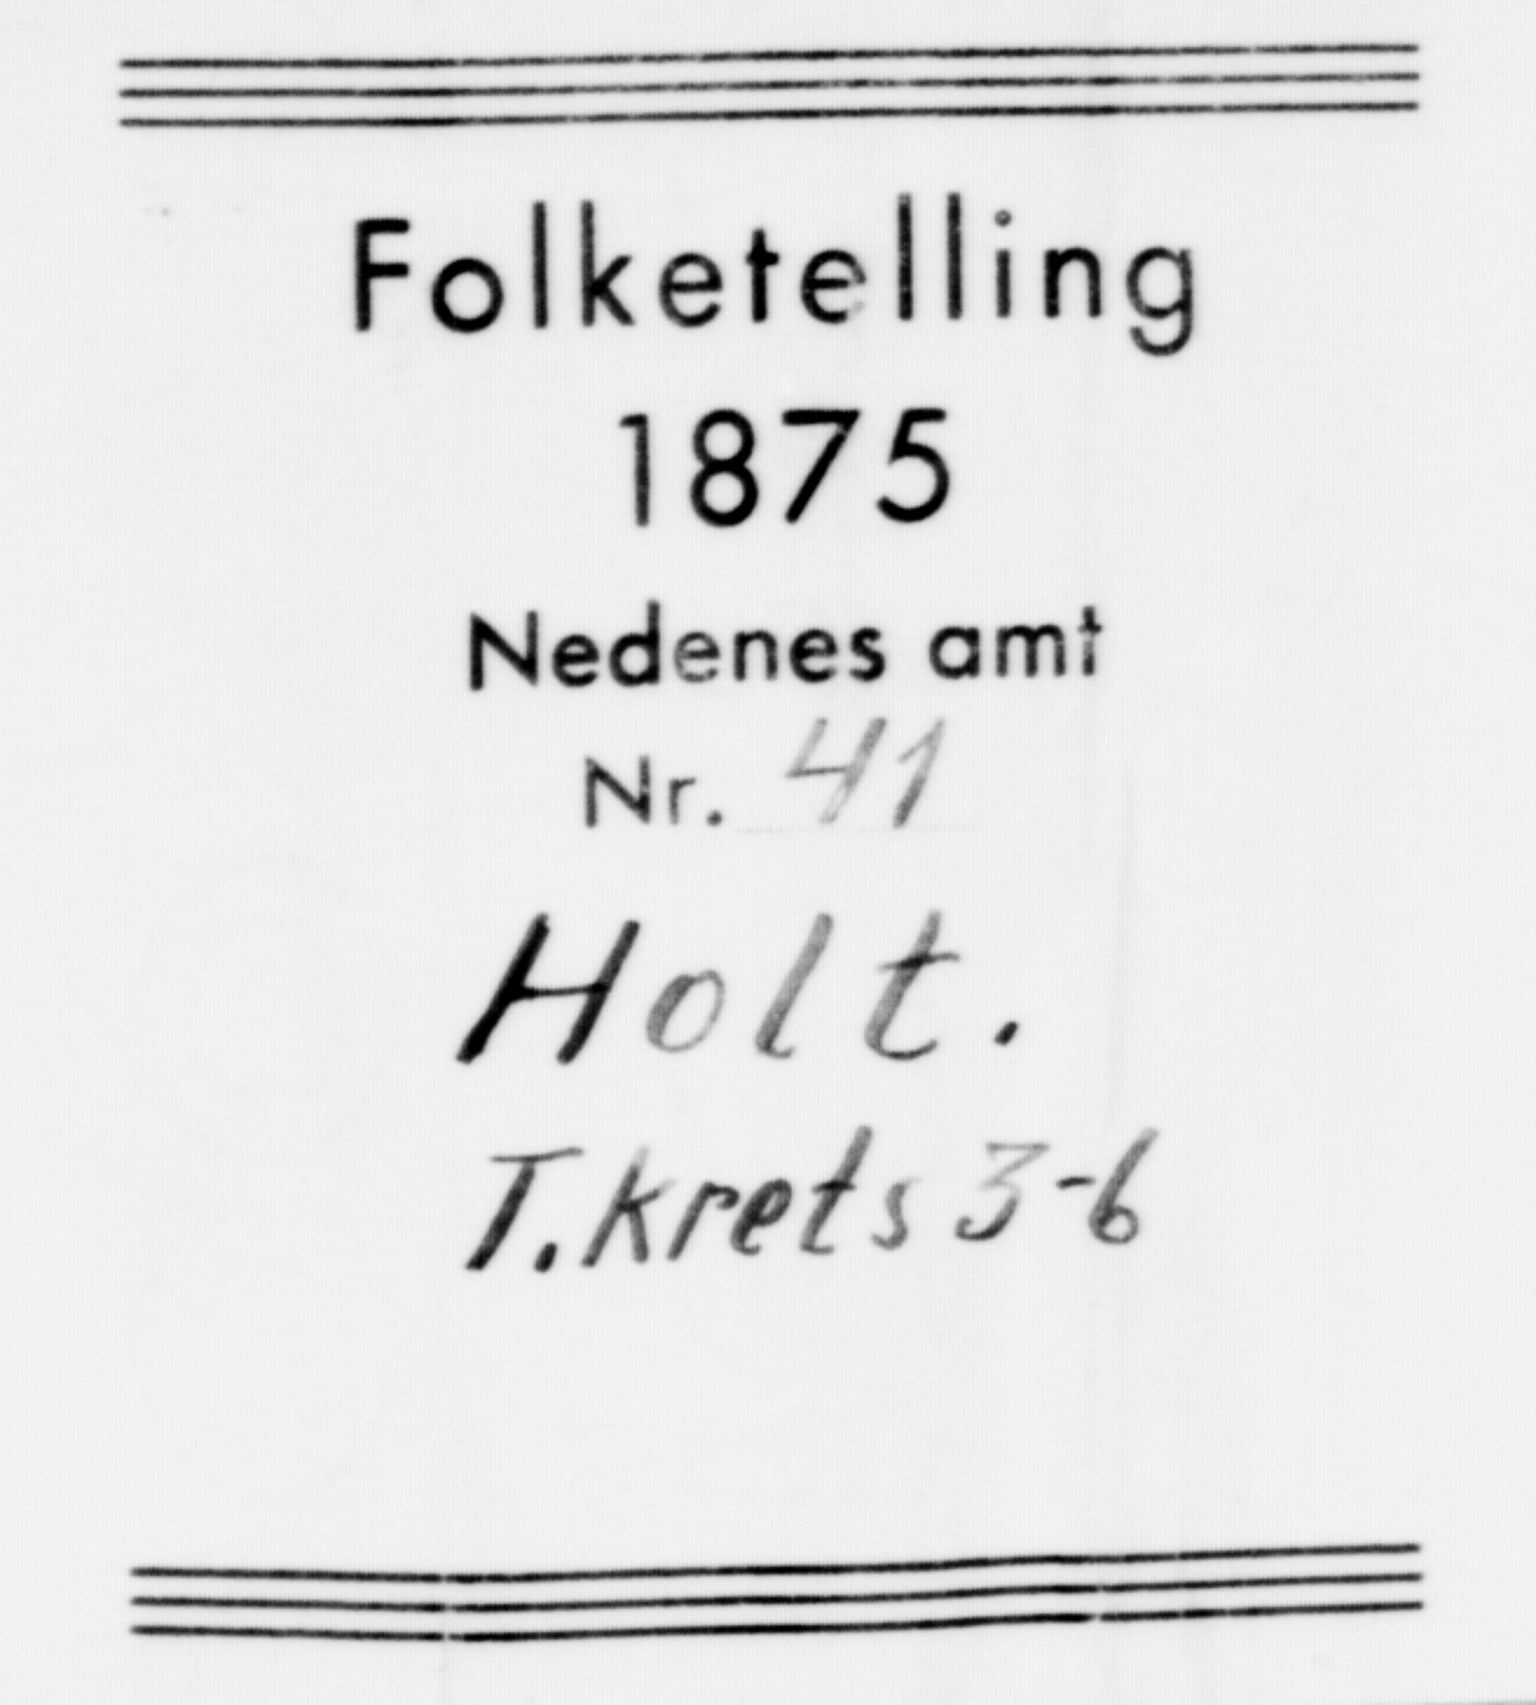 Folketelling
1875
Nedenes amt
Nr. 41
Holt.
T.krets 3-6